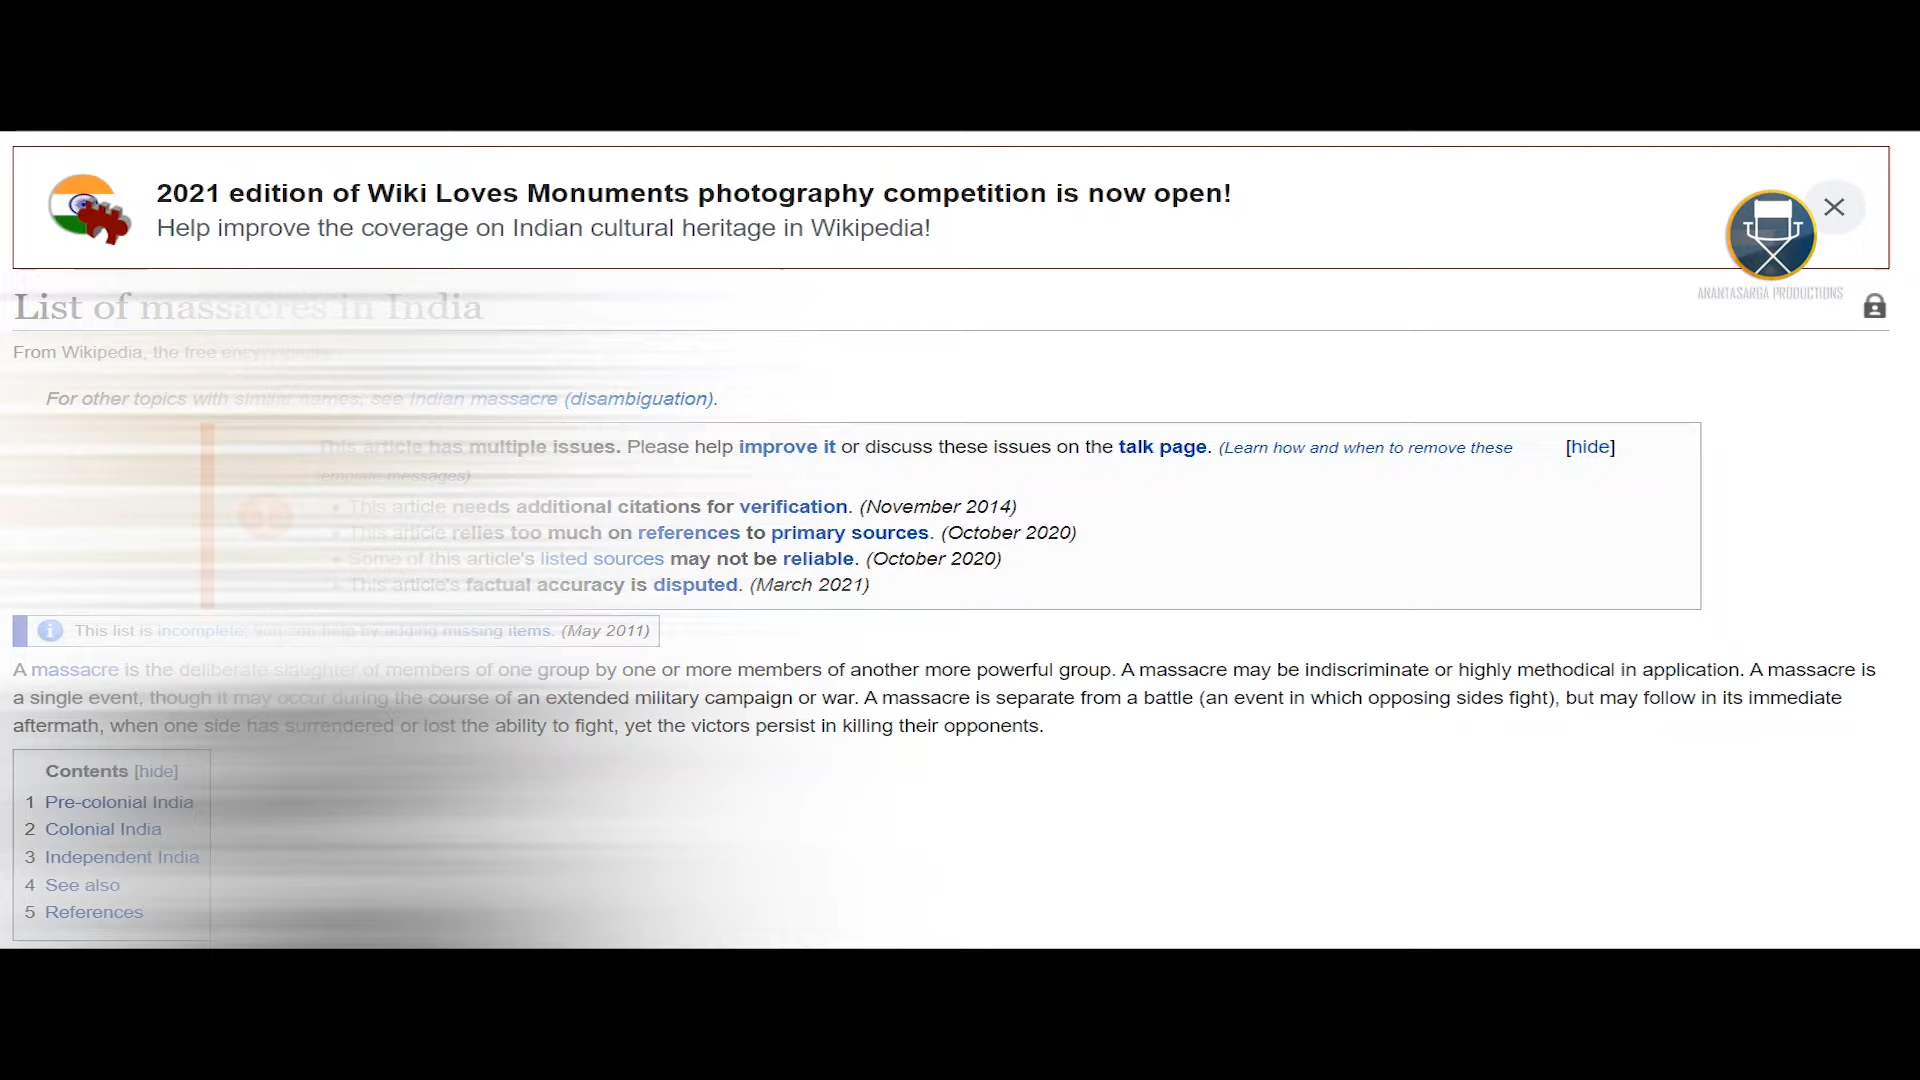 2021 edition of Wiki Loves Monuments photography competition is now open!
Help improve the coverage on Indian cultural heritage in Wikipedia!
ANANTASARGA PRODUCTIONS
List of massacres in India
From Wikipedia, the free
For other topics with similar names, see Indian massacre (disambiguation).
This article has multiple issues. Please help improve it or discuss these issues on the talk page. (Learn how and when to remove these [hide]
template messages)
• This article needs additional citations for verification. (November 2014)
• This article relies too much on references to primary sources. (October 2020)
• Some of this article's listed sources may not be reliable. (October 2020)
• This article's factual accuracy is disputed. (March 2021)
This list is incomplete; you can help by adding missing items. (May 2011)
A massacre is the deliberate slaughter of members of one group by one or more members of another more powerful group. A massacre may be indiscriminate or highly methodical in application. A massacre is
a single event, though it may occur during the course of an extended military campaign or war. A massacre is separate from a battle (an event in which opposing sides fight), but may follow in its immediate
aftermath, when one side has surrendered or lost the ability to fight, yet the victors persist in killing their opponents.
Contents [hide]
1 Pre-colonial India
2 Colonial India
3 Independent India
4 See also
5 References